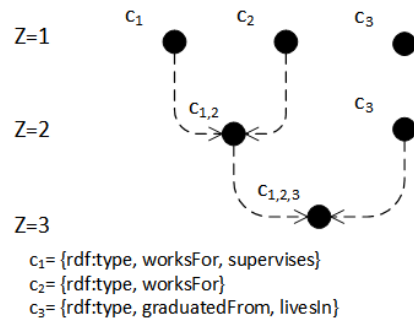 c1 c2 c3
Z=1
c3
Z=2 c1,2
c1,2,3
Z=3
c1= {rdf:type, worksFor, supervises}
c2= {rdf:type, worksFor}
c3= {rdf:type, graduatedFrom, livesIn}